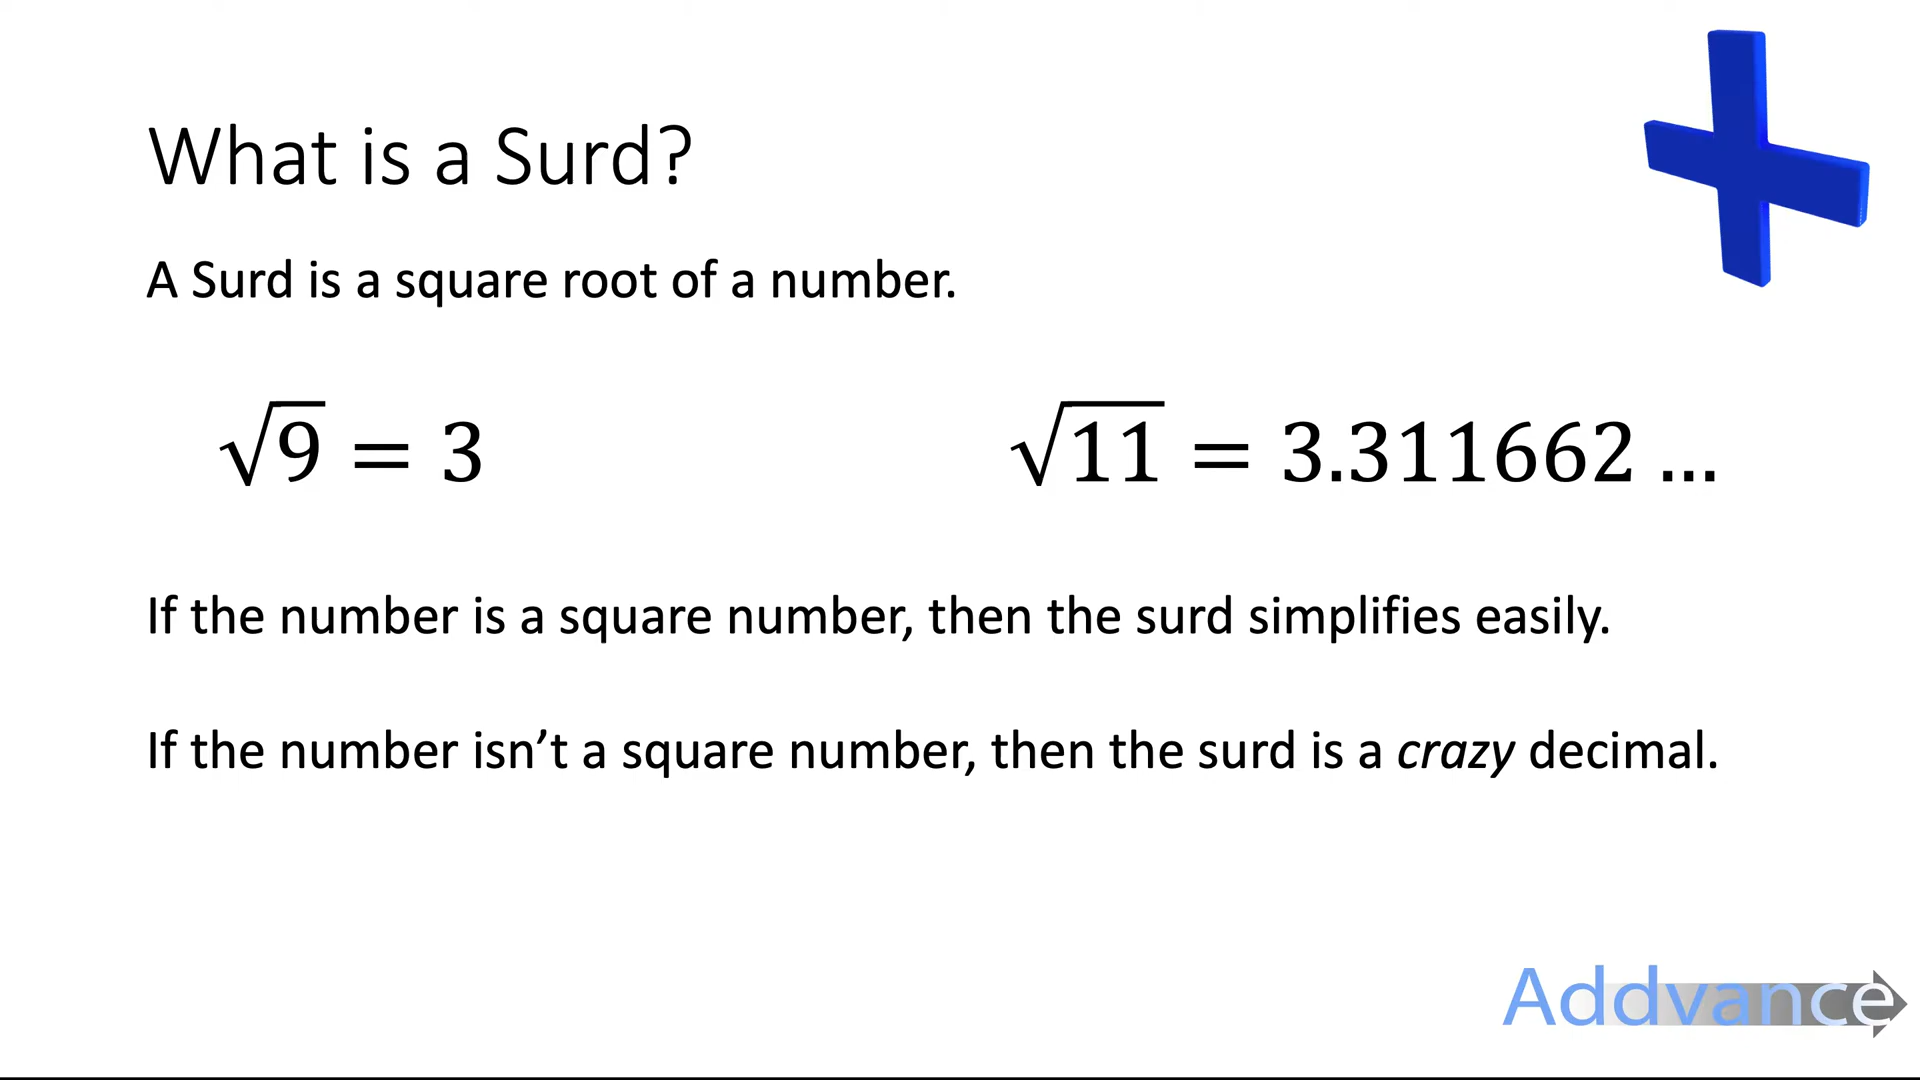 What is a Surd?
A Surd is a square root of a number.
√9 = 3
√11 = 3.311662 ...
If the number is a square number, then the surd simplifies easily.
If the number isn’t a square number, then the surd is a crazy decimal.
Addvance